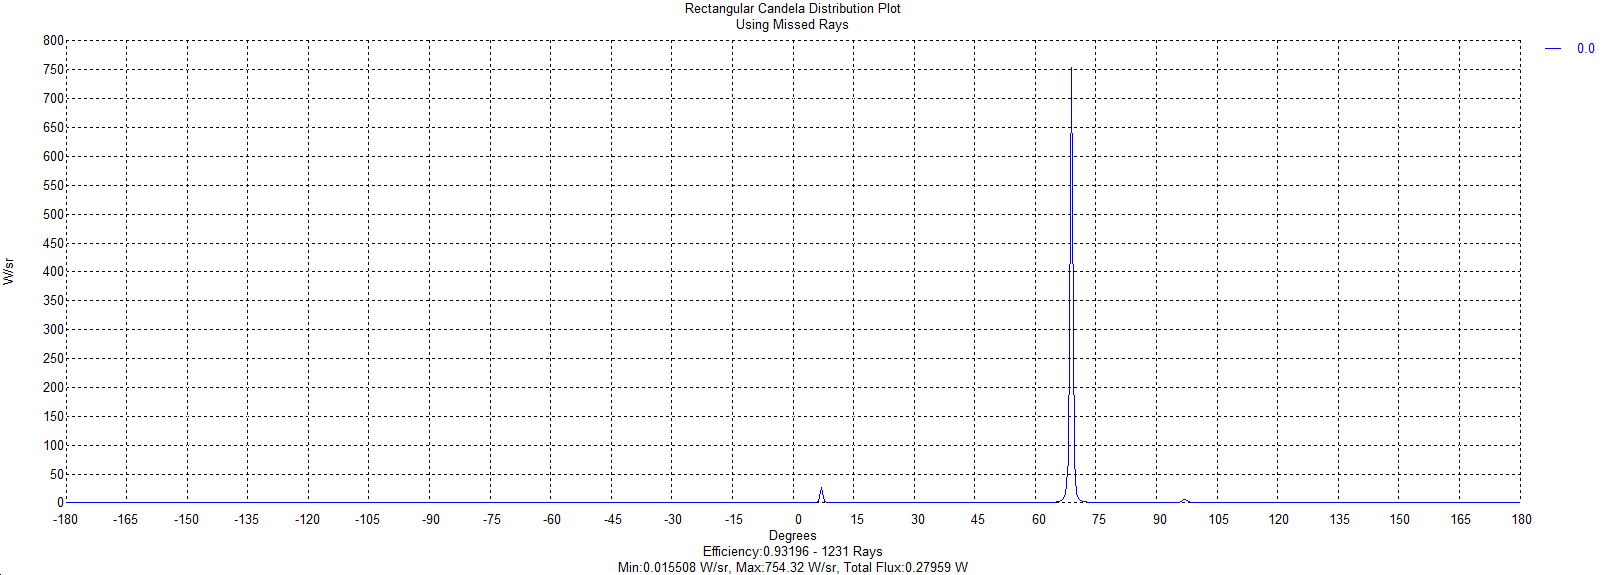 Rectangular Candela Distribution Plot
Using Missed Rays
0.0
800
750
700
650
600
550
500
450
400
350
300
250
200
150
100
50
0
W/sr
-180 -165 -150 -135 -120 -105 -90 -75 -60 -45 -30 -15 0 15 30 45 60 75 90 105 120 135 150 165 180
Degrees
Efficiency:0.93196 - 1231 Rays
Min:0.015508 W/sr, Max:754.32 W/sr, Total Flux:0.27959 W